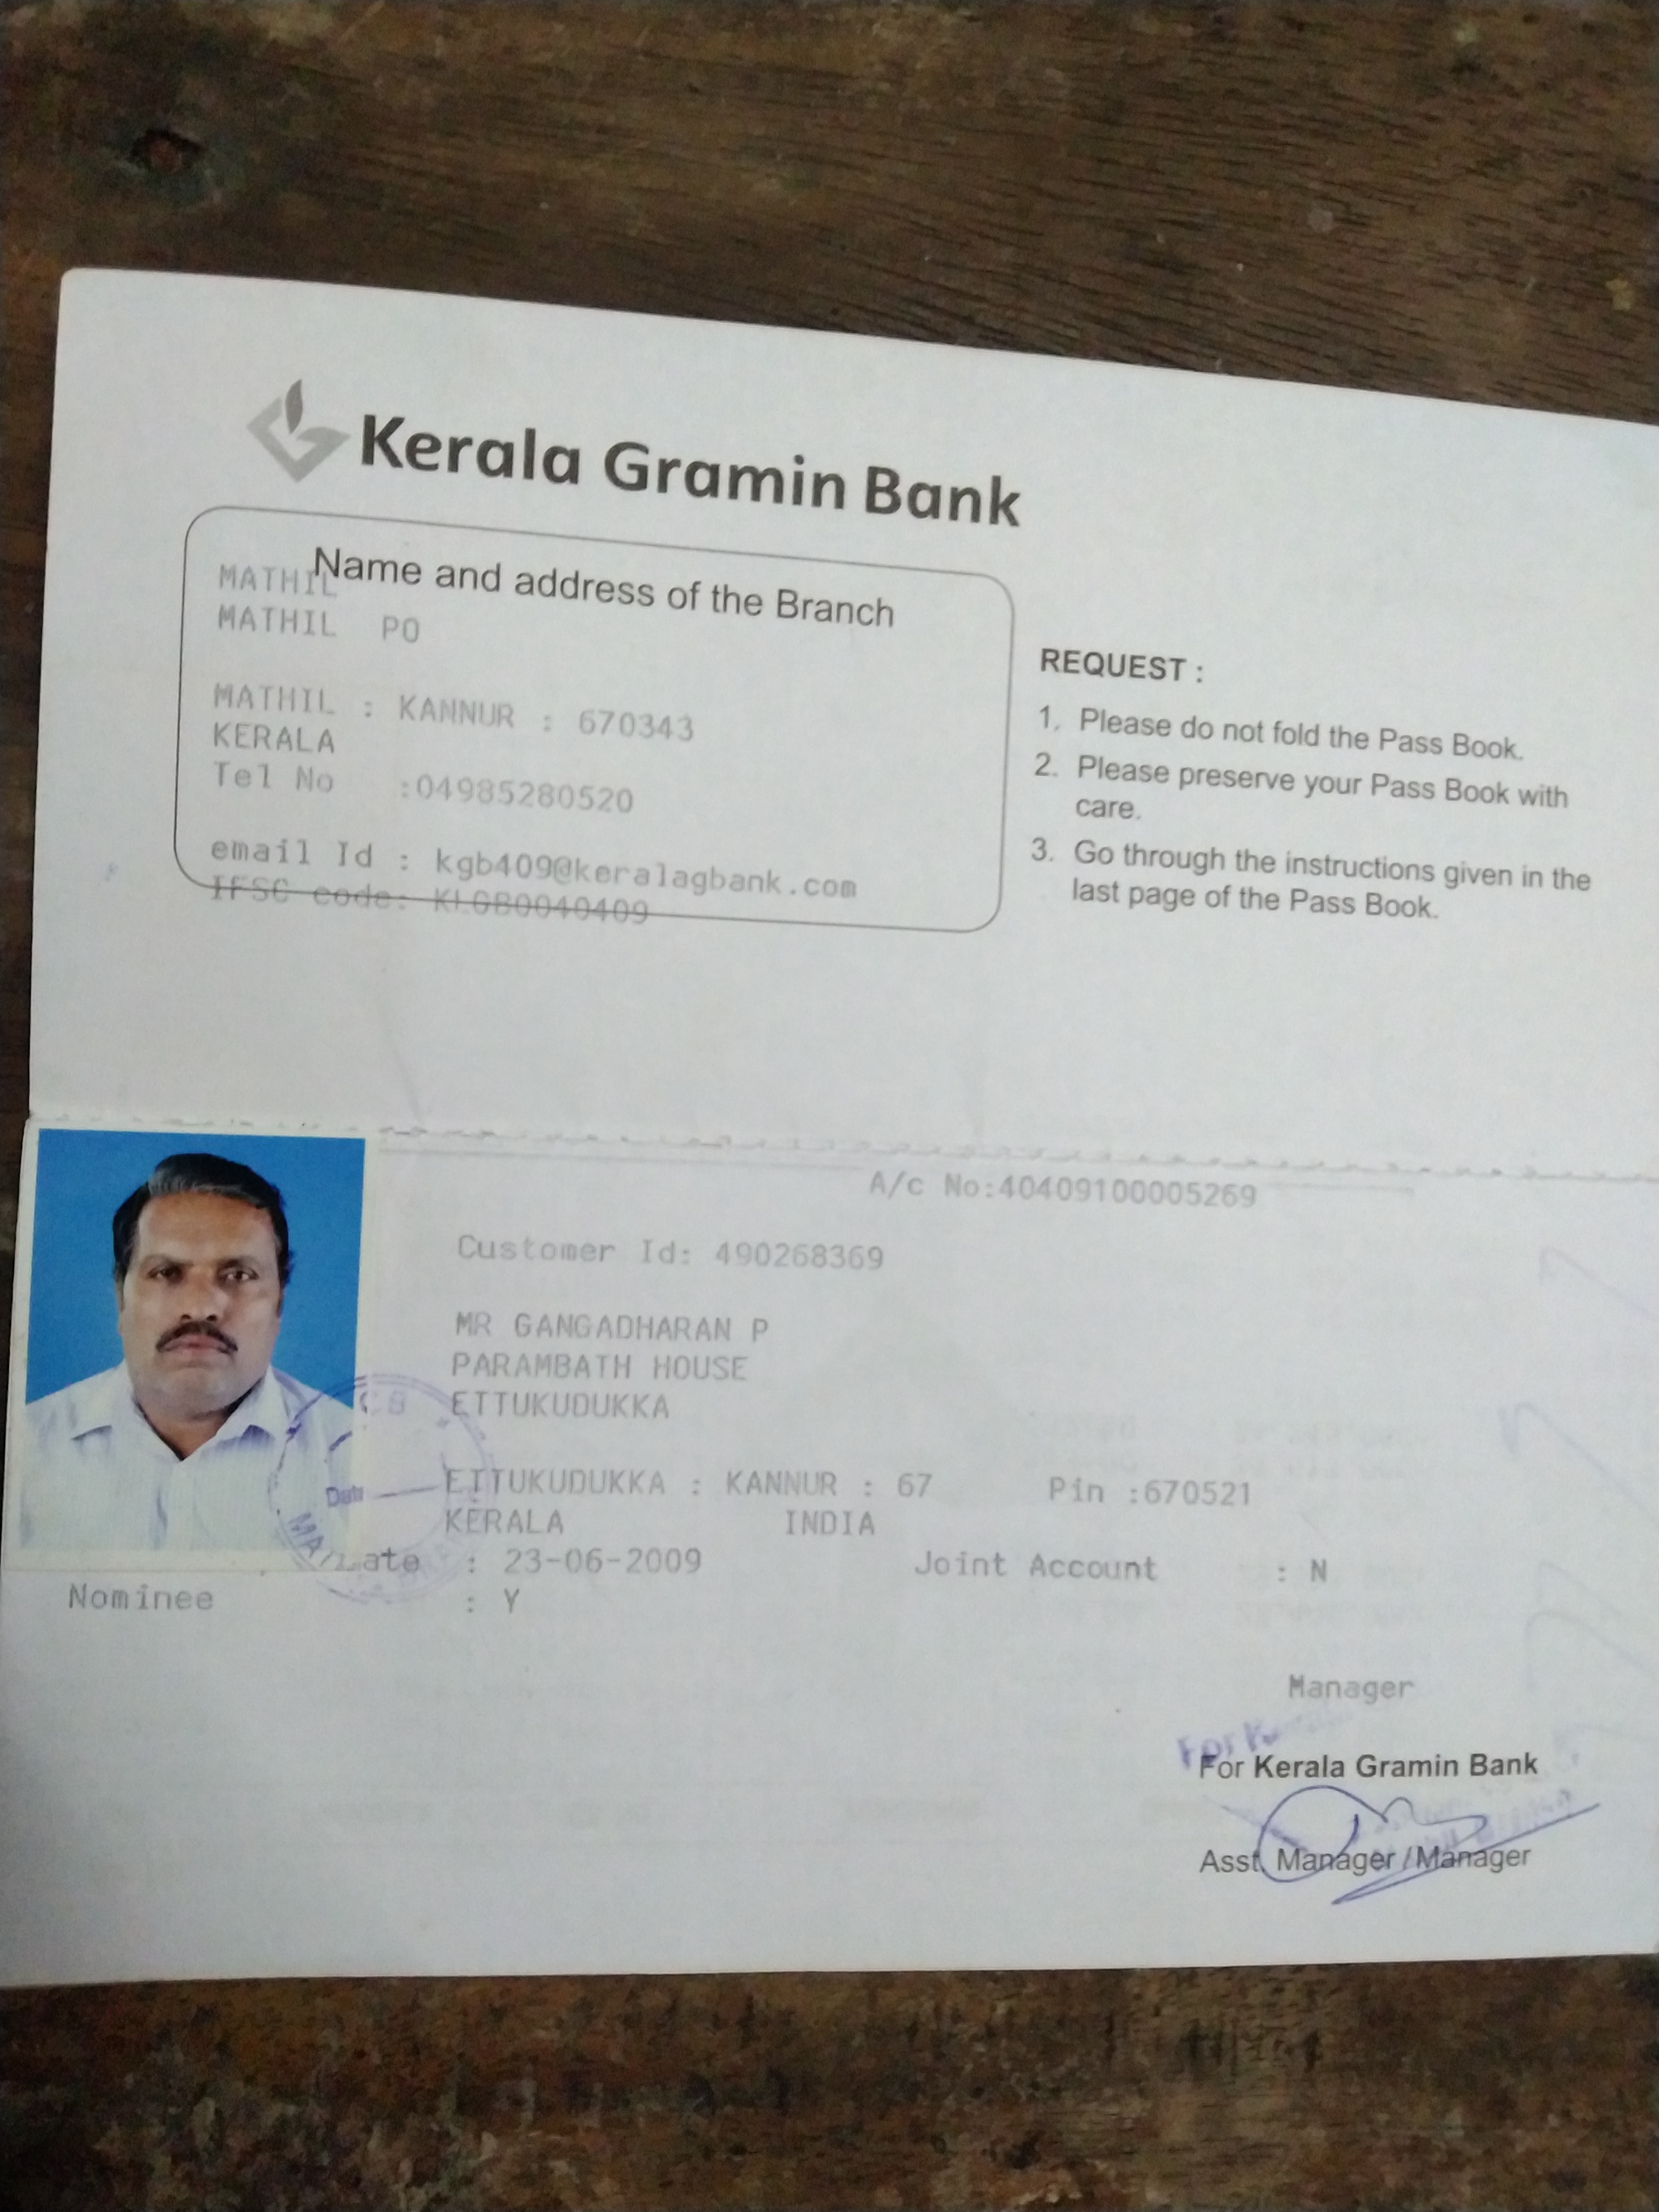 Kerala Gramin Bank
Name and address of the Branch
MATHIL
MATHIL PO
MATHIL : KANNUR : 670343
KERALA
Tel No :04985280520
email Id : kgb409@keralagbank.com
IFSC code: KLGB0040409
REQUEST :
1. Please do not fold the Pass Book.
2. Please preserve your Pass Book with
care.
3. Go through the instructions given in the
last page of the Pass Book.
A/c No:40409100005269
Customer Id: 490268369
MR GANGADHARAN P
PARAMBATH HOUSE
ETTUKUDUKKA
ETTUKUDUKKA : KANNUR : 67 Pin :670521
KERALA INDIA
Date
: 23-06-2009 Joint Account : N
Nominee : Y
Manager
For
For Kerala Gramin Bank
Asst. Manager / Manager